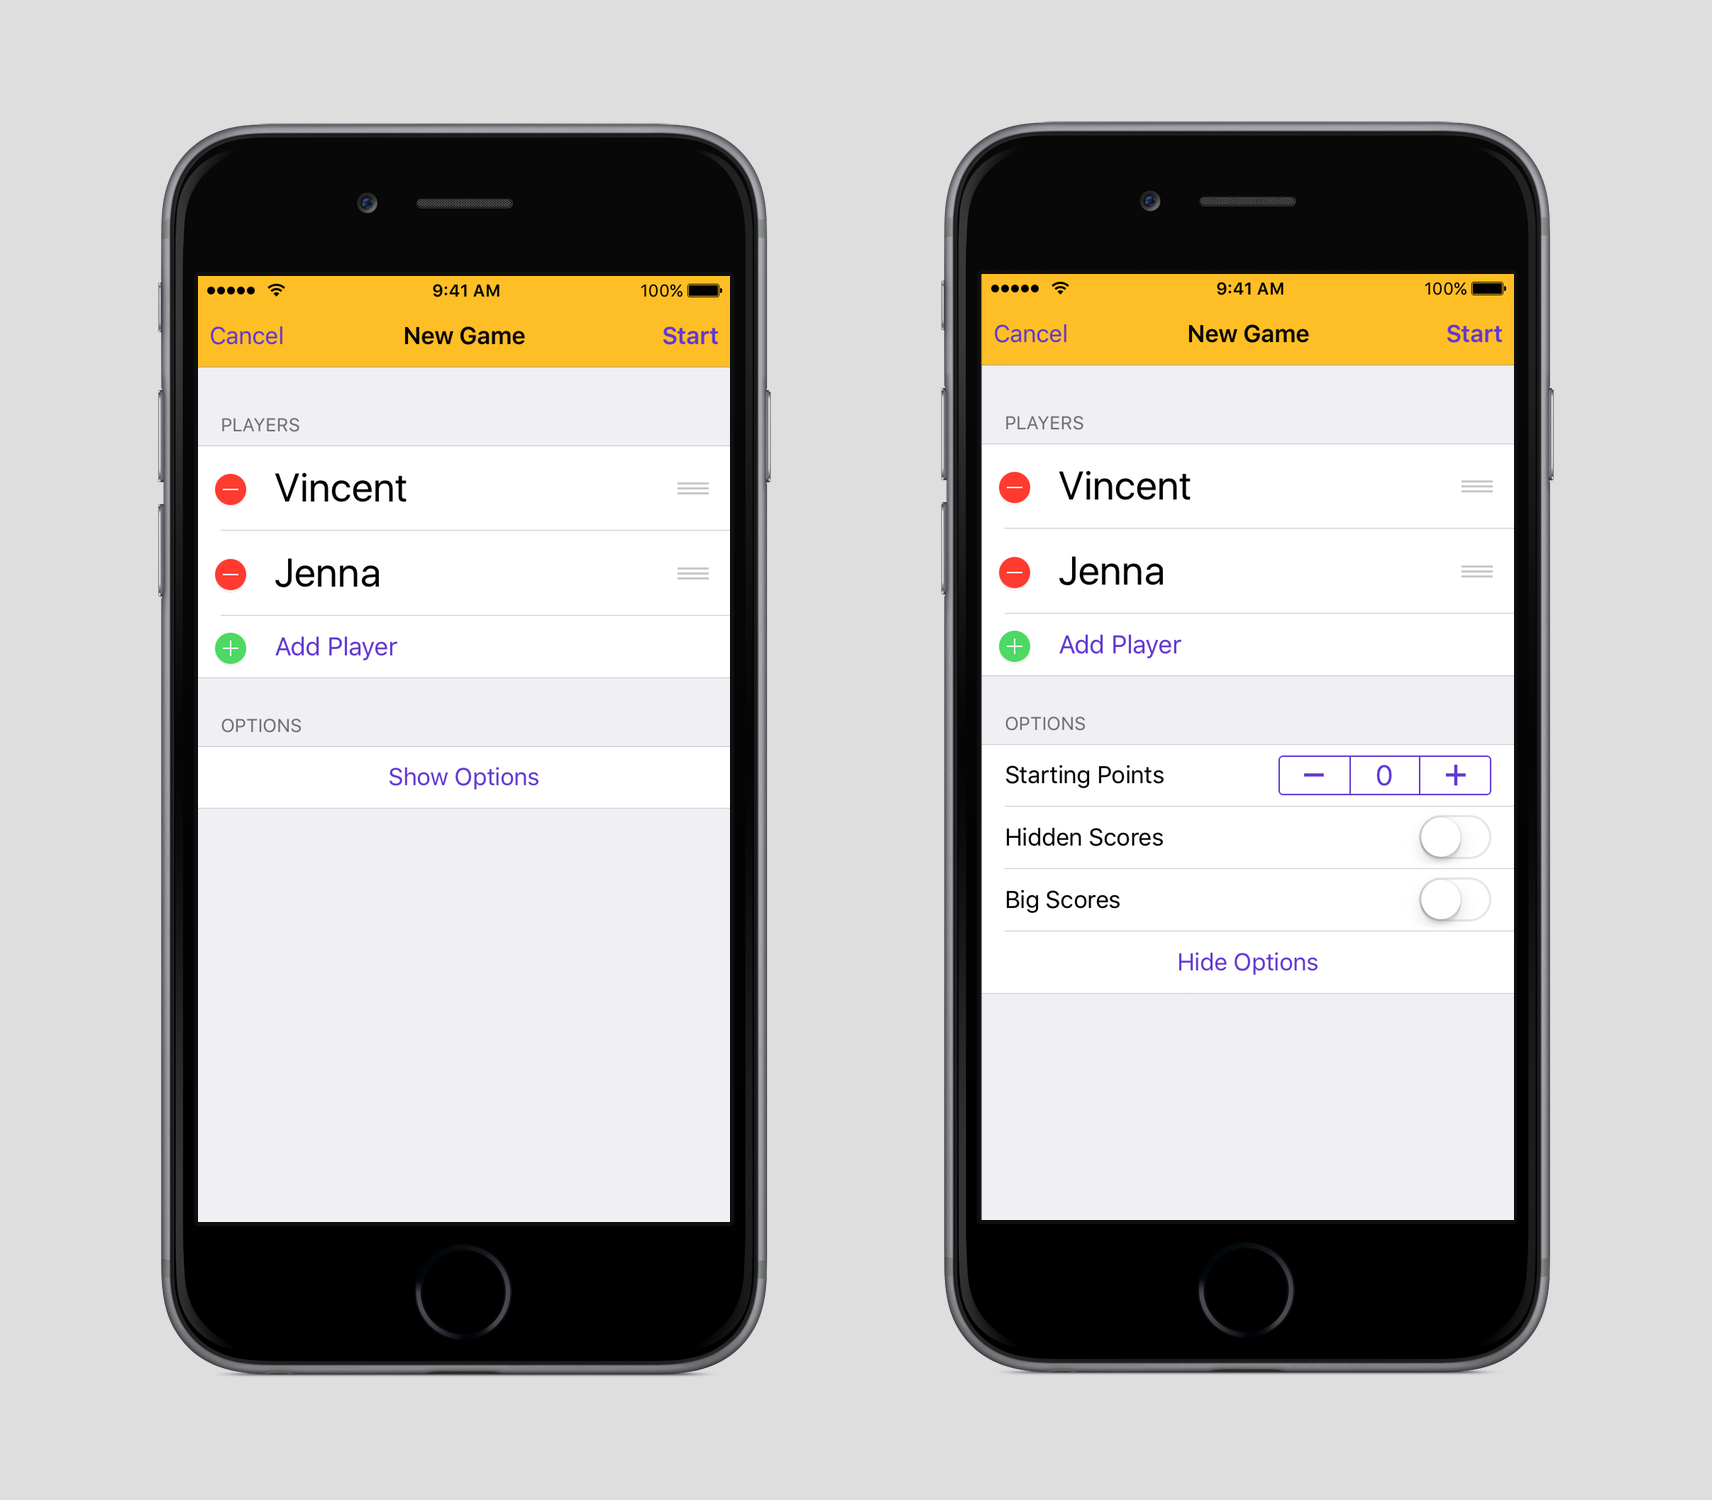 9:41 AM
100%
Cancel
New Game
Start
PLAYERS
Vincent
Jenna
Add Player
OPTIONS
Show Options
9:41 AM
100%
Cancel
New Game
Start
PLAYERS
Vincent
Jenna
Add Player
OPTIONS
Starting Points
− 0 +
Hidden Scores
Big Scores
Hide Options